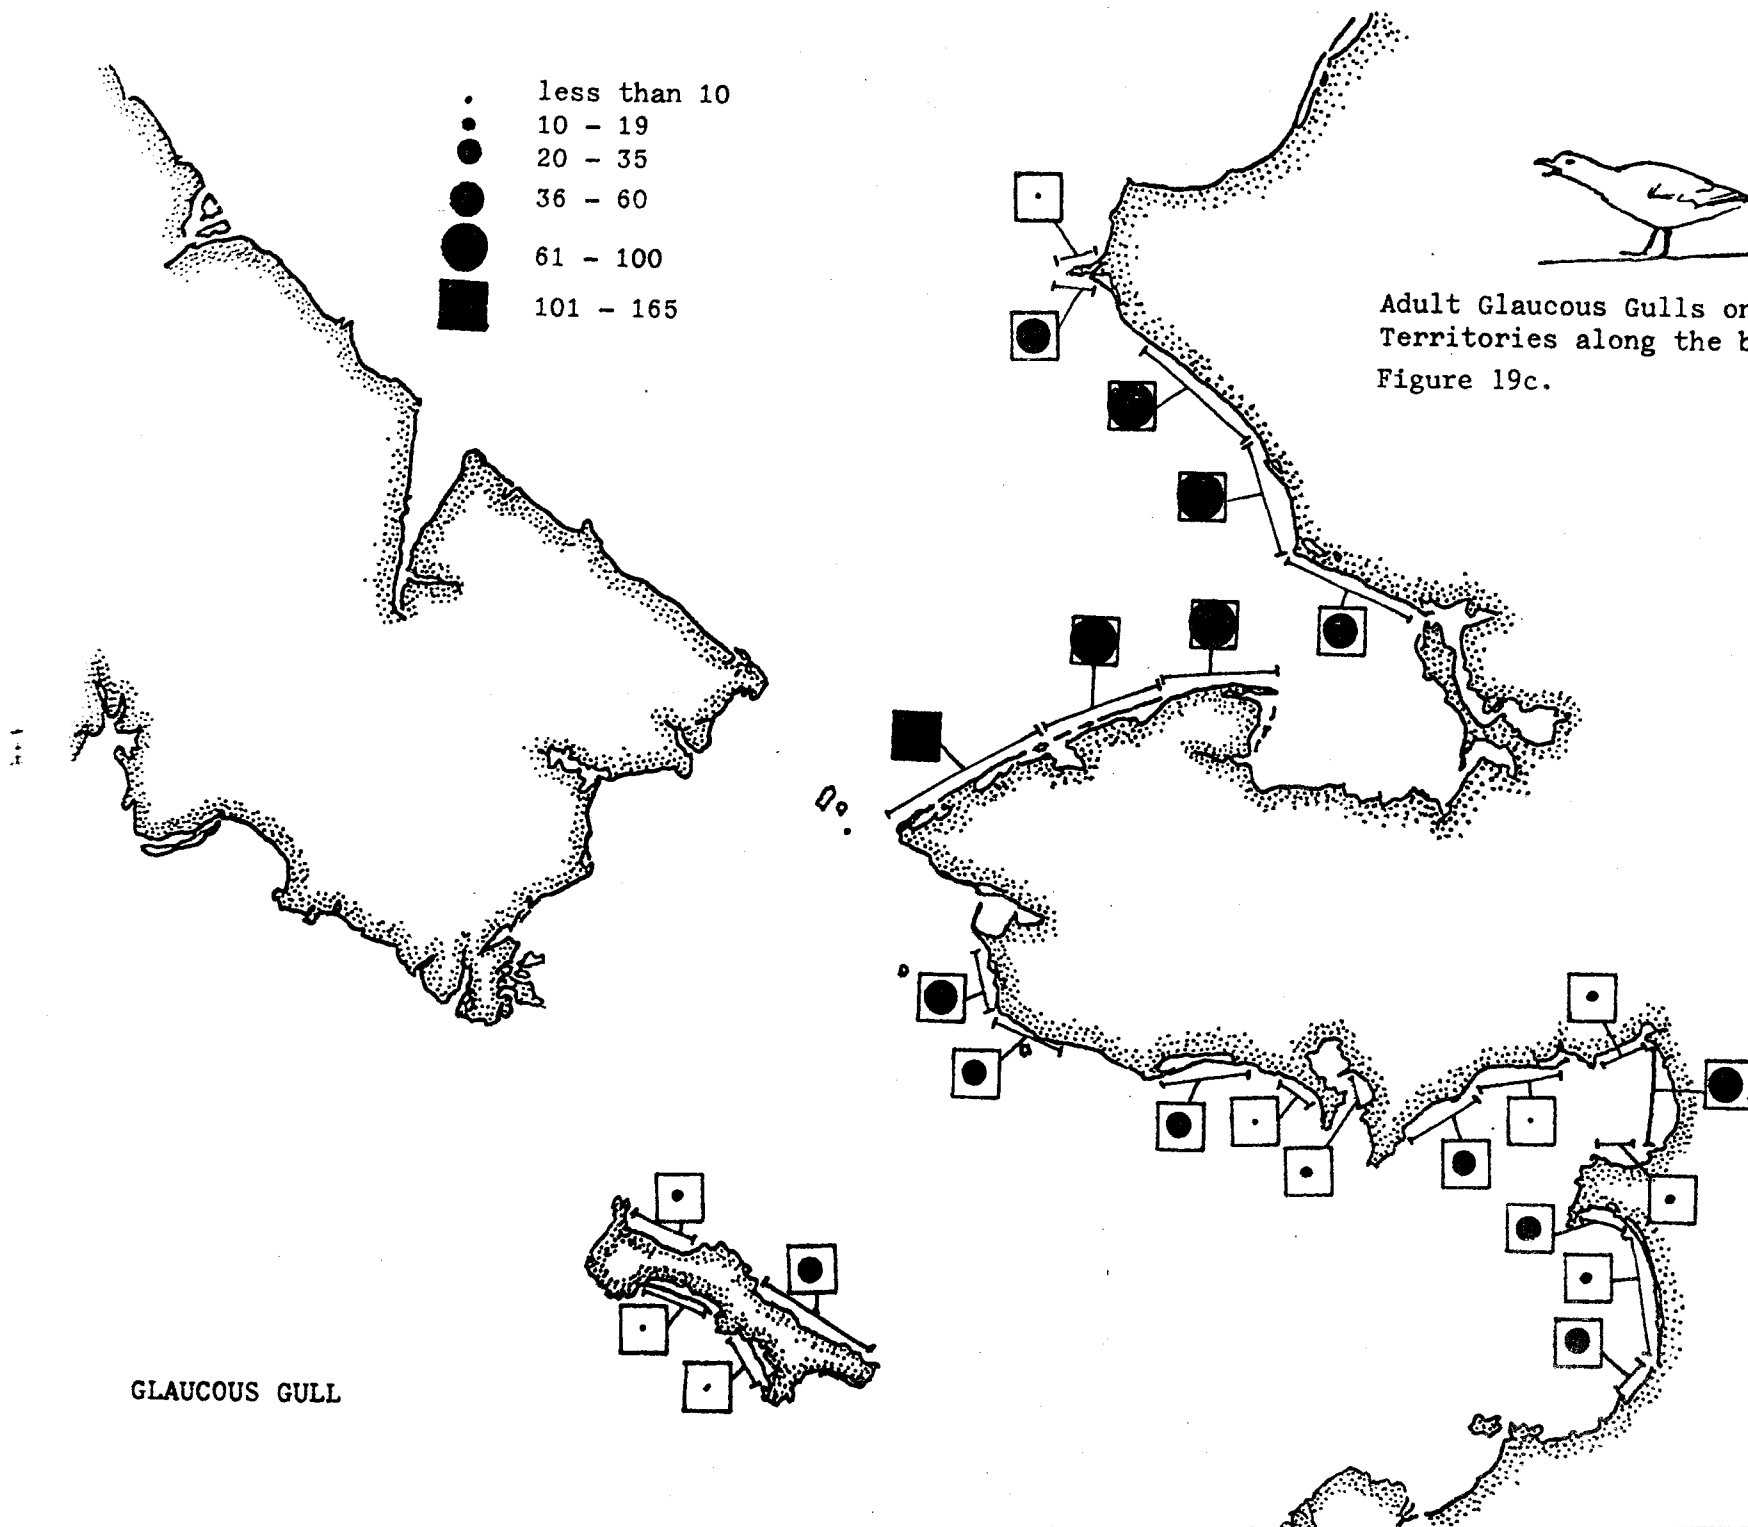 less than 10
10 - 19
20 - 35
36 - 60
61 - 100
101 - 165
Adult Glaucous Gulls or
Territories along the b
Figure 19c.
GLAUCOUS GULL